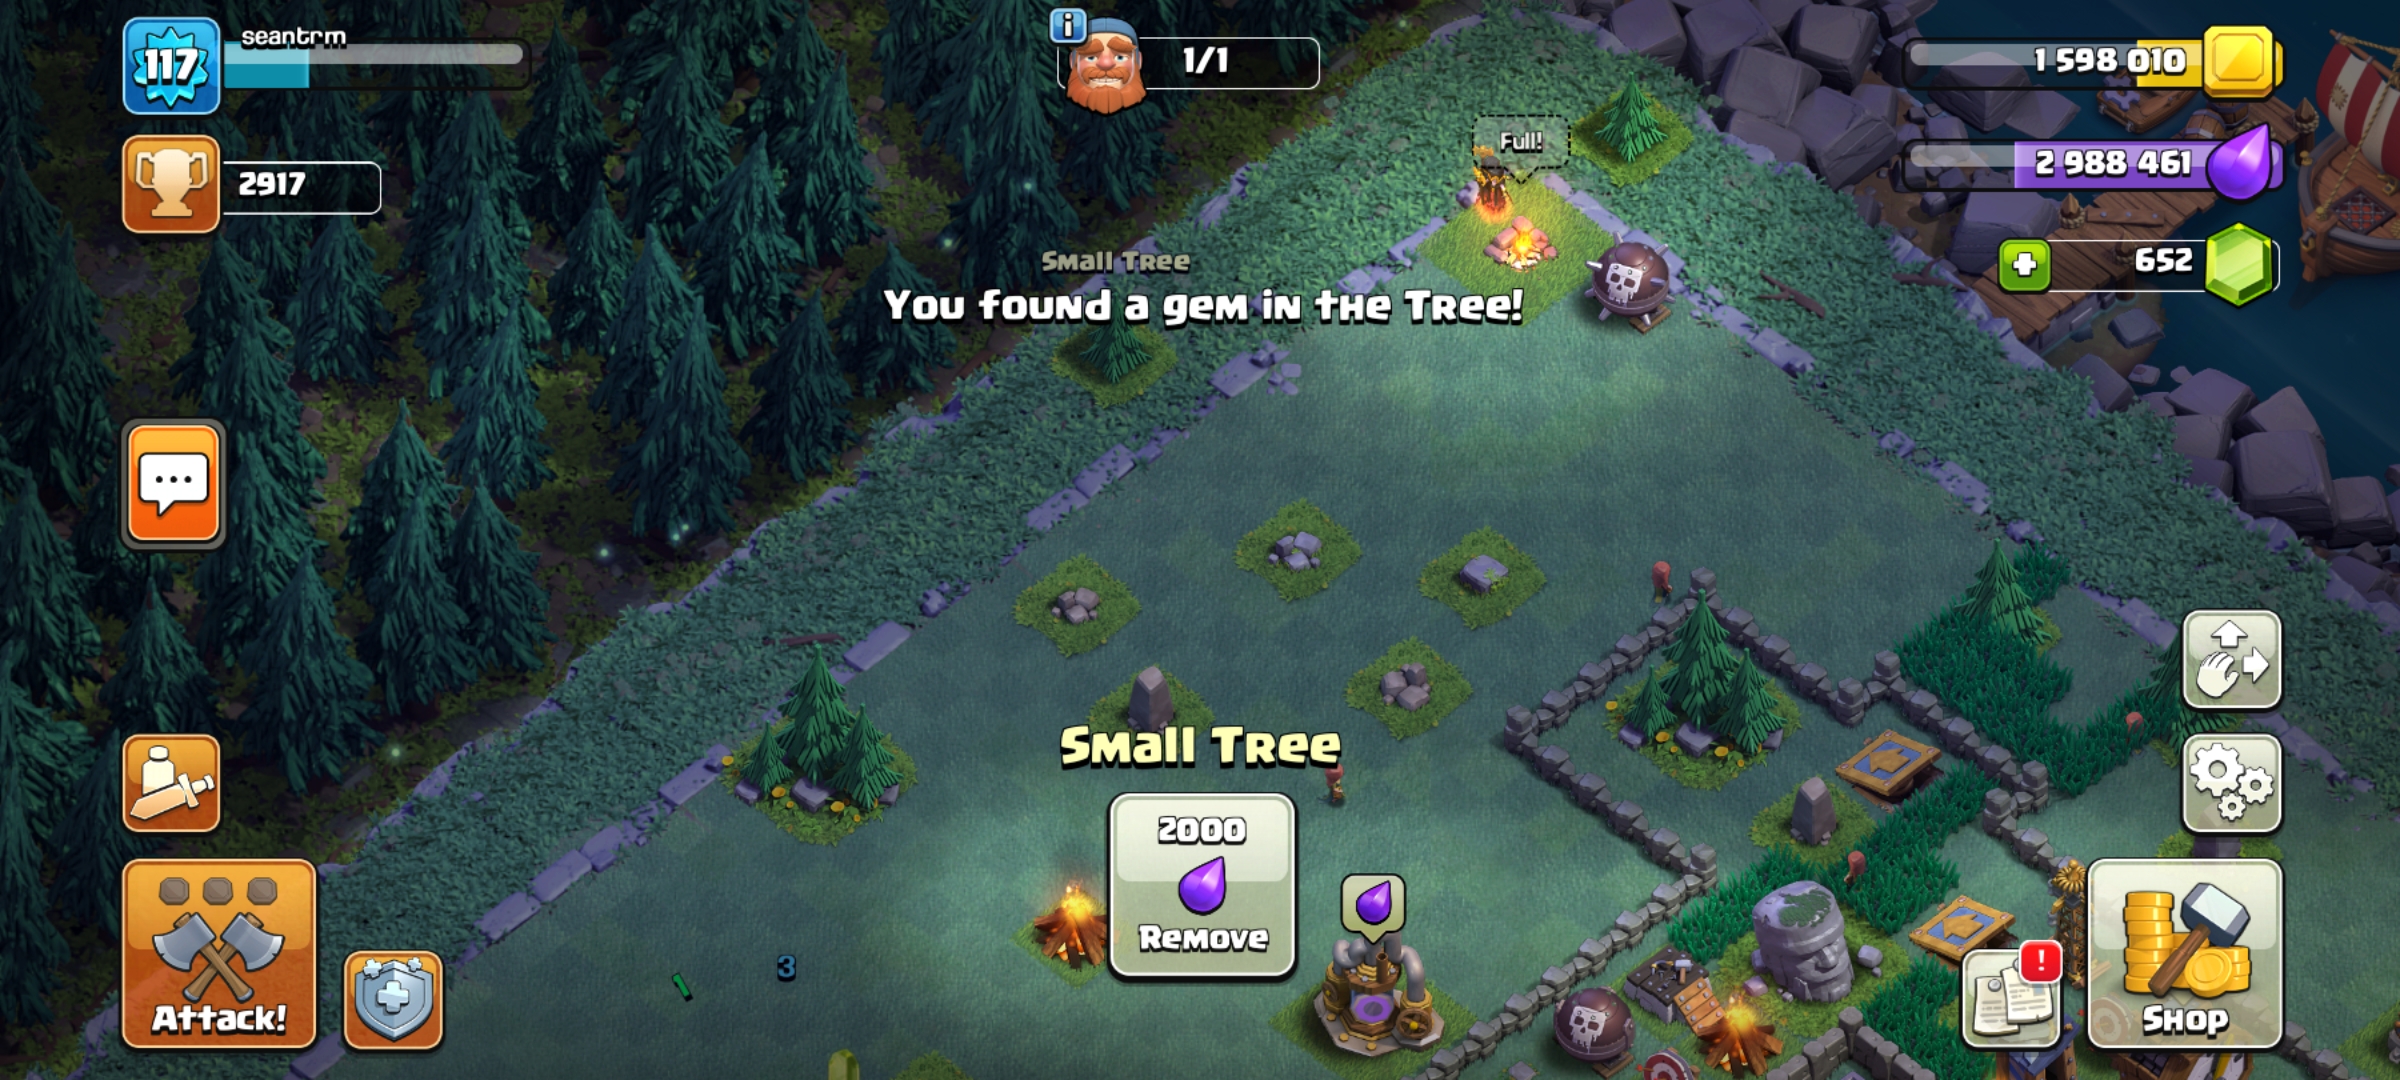 117
seantrm
i
1/1
1 598 010
2917
Full!
2 988 461
652
Small Tree
You found a gem in the Tree!
Small Tree
2000
Remove
3
!
Attack!
Shop